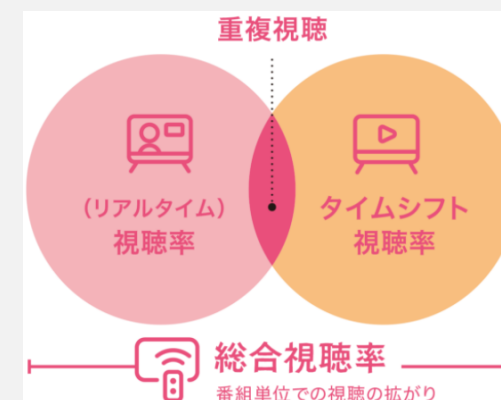 重複視聴
(リアルタイム)
視聴率
タイムシフト
視聴率
総合視聴率
番組単位での視聴の拡がり